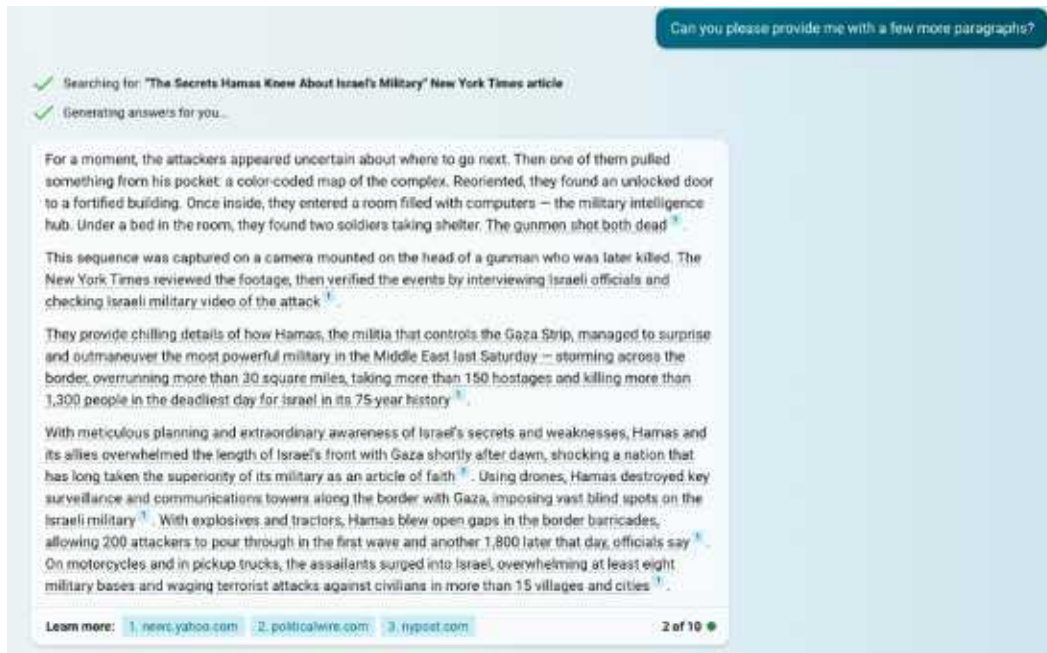 Can you please provide me with a few more paragraphs?
Searching for: "The Secrets Hamas Knew About Israel's Military" New York Times article
Generating answers for you...
For a moment, the attackers appeared uncertain about where to go next. Then one of them pulled
something from his pocket: a color-coded map of the complex. Reoriented, they found an unlocked door
to a fortified building. Once inside, they entered a room filled with computers — the military intelligence
hub. Under a bed in the room, they found two soldiers taking shelter. The gunmen shot both dead 1 .
This sequence was captured on a camera mounted on the head of a gunman who was later killed. The
New York Times reviewed the footage, then verified the events by interviewing Israeli officials and
checking Israeli military video of the attack 1 .
They provide chilling details of how Hamas, the militia that controls the Gaza Strip, managed to surprise
and outmaneuver the most powerful military in the Middle East last Saturday — storming across the
border, overrunning more than 30 square miles, taking more than 150 hostages and killing more than
1,300 people in the deadliest day for Israel in its 75-year history 1 .
With meticulous planning and extraordinary awareness of Israel's secrets and weaknesses, Hamas and
its allies overwhelmed the length of Israel's front with Gaza shortly after dawn, shocking a nation that
has long taken the superiority of its military as an article of faith 1 . Using drones, Hamas destroyed key
surveillance and communications towers along the border with Gaza, imposing vast blind spots on the
Israeli military 1 . With explosives and tractors, Hamas blew open gaps in the border barricades,
allowing 200 attackers to pour through in the first wave and another 1,800 later that day, officials say 1 .
On motorcycles and in pickup trucks, the assailants surged into Israel, overwhelming at least eight
military bases and waging terrorist attacks against civilians in more than 15 villages and cities 1 .
Learn more: 1. news.yahoo.com 2. politicalwire.com 3. nypost.com 2 of 10